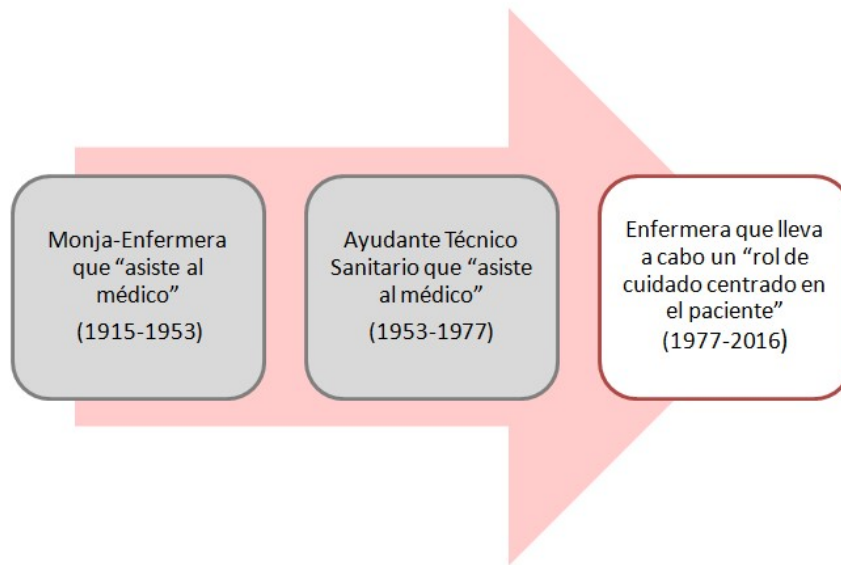 Monja-Enfermera
que “asiste al
médico”
(1915-1953)
Ayudante Técnico
Sanitario que “asiste
al médico”
(1953-1977)
Enfermera que lleva
a cabo un “rol de
cuidado centrado en
el paciente”
(1977-2016)